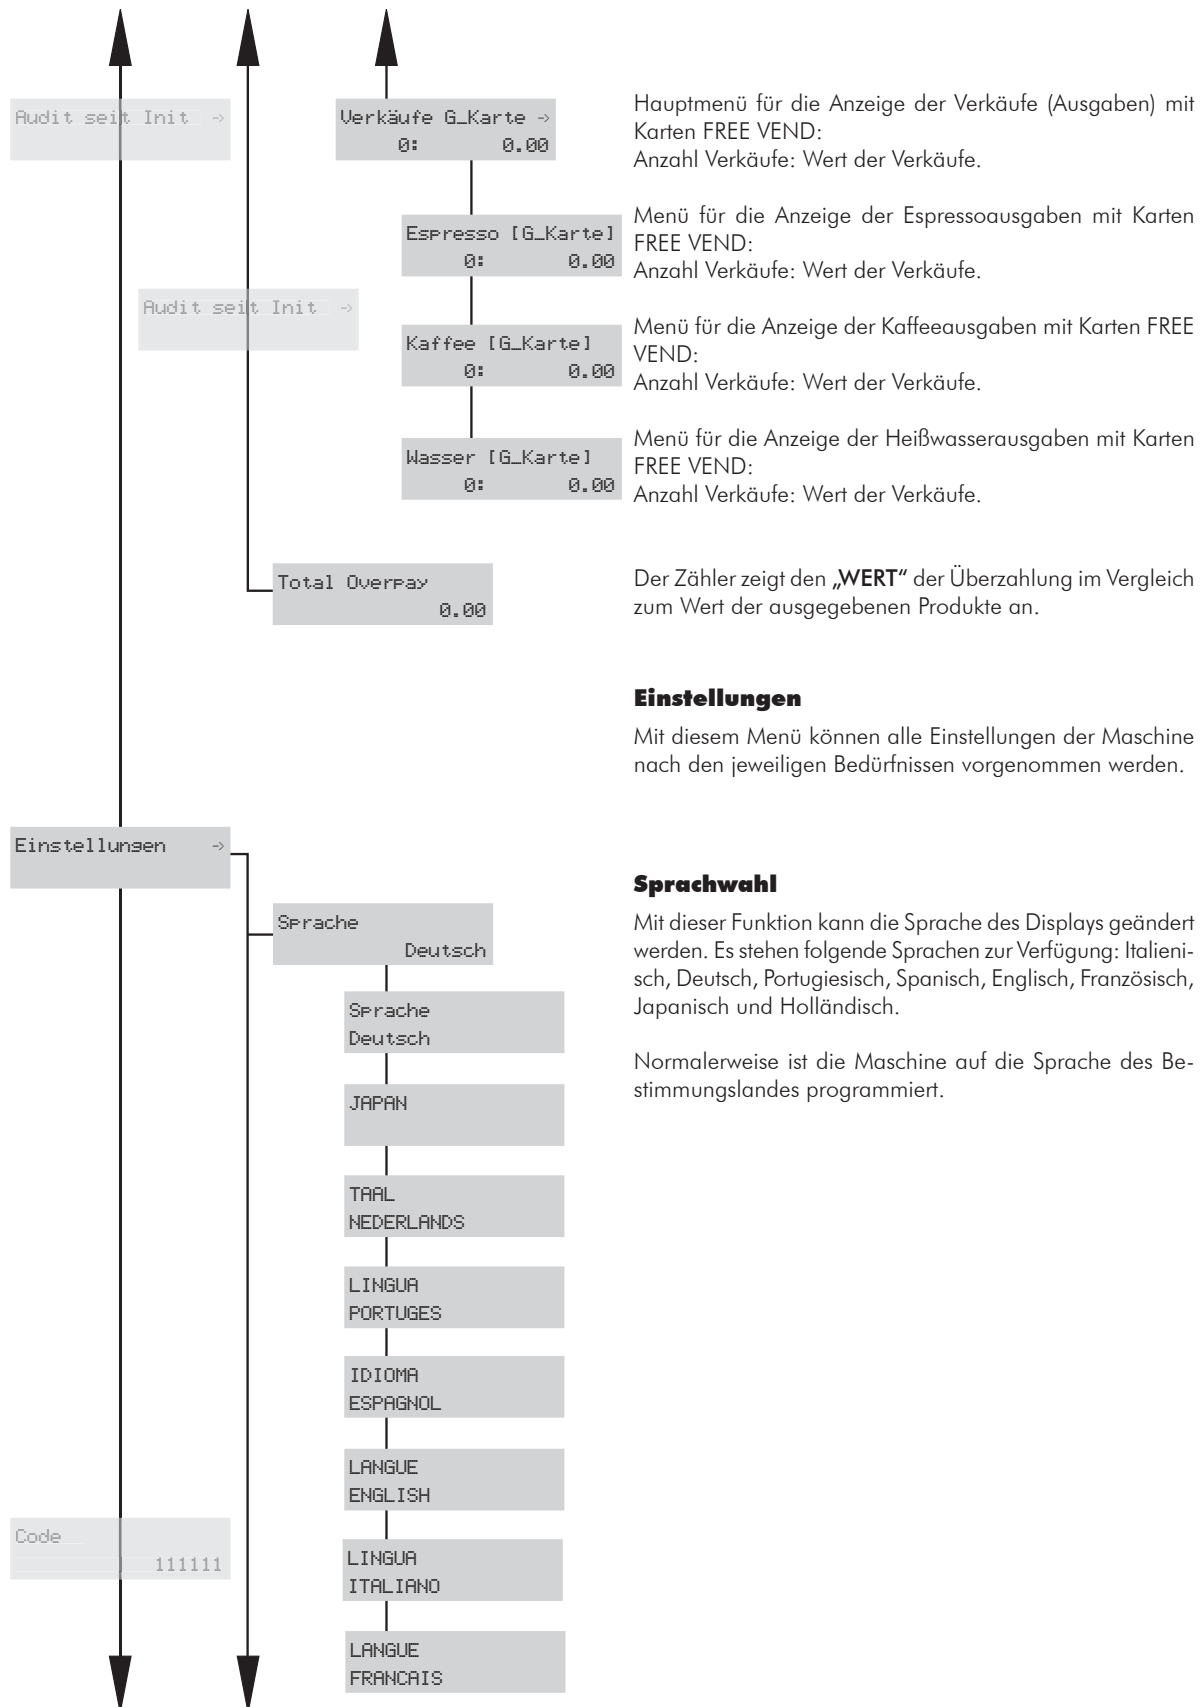 Audit seit Init →
Verkäufe G_Karte →
0: 0.00
Hauptmenü für die Anzeige der Verkäufe (Ausgaben) mit
Karten FREE VEND:
Anzahl Verkäufe: Wert der Verkäufe.
Espresso [G_Karte]
0: 0.00
Menü für die Anzeige der Espressoausgaben mit Karten
FREE VEND:
Anzahl Verkäufe: Wert der Verkäufe.
Audit seit Init →
Kaffee [G_Karte]
0: 0.00
Menü für die Anzeige der Kaffeeausgaben mit Karten FREE
VEND:
Anzahl Verkäufe: Wert der Verkäufe.
Wasser [G_Karte]
0: 0.00
Menü für die Anzeige der Heißwasserausgaben mit Karten
FREE VEND:
Anzahl Verkäufe: Wert der Verkäufe.
Total Overpay
0.00
Der Zähler zeigt den „WERT“ der Überzahlung im Vergleich
zum Wert der ausgegebenen Produkte an.
Einstellungen
Mit diesem Menü können alle Einstellungen der Maschine
nach den jeweiligen Bedürfnissen vorgenommen werden.
Einstellungen →
Sprachwahl
Mit dieser Funktion kann die Sprache des Displays geändert
werden. Es stehen folgende Sprachen zur Verfügung: Italieni-
sch, Deutsch, Portugiesisch, Spanisch, Englisch, Französisch,
Japanisch und Holländisch.
Normalerweise ist die Maschine auf die Sprache des Be-
stimmungslandes programmiert.
Sprache
Deutsch
Sprache
Deutsch
JAPAN
TAAL
NEDERLANDS
LINGUA
PORTUGES
IDIOMA
ESPAGNOL
LANGUE
ENGLISH
Code
111111
LINGUA
ITALIANO
LANGUE
FRANCAIS